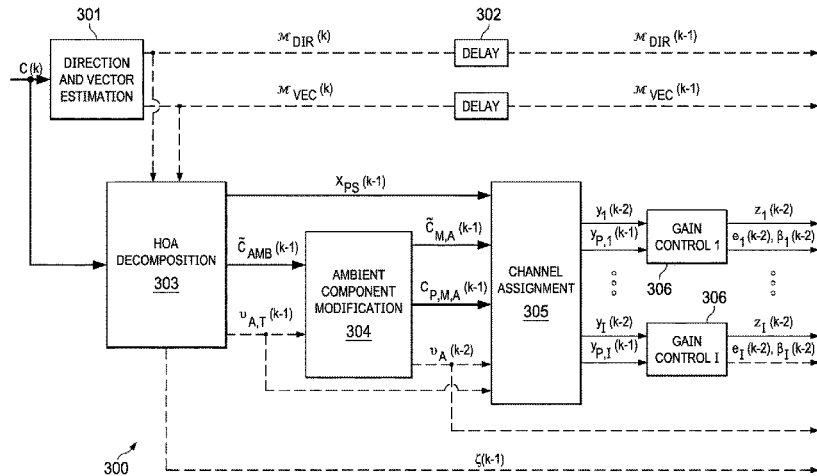 301
302
C(k)
DIRECTION
AND VECTOR
ESTIMATION
ℳDIR(k)
DELAY
ℳDIR(k-1)
ℳVEC(k)
DELAY
ℳVEC(k-1)
HOA
DECOMPOSITION
303
XPS(k-1)
C̃AMB(k-1)
υA,T(k-1)
AMBIENT
COMPONENT
MODIFICATION
304
C̃M,A(k-1)
CP,M,A(k-1)
υA(k-2)
CHANNEL
ASSIGNMENT
305
y1(k-2)
yP,1(k-1)
GAIN
CONTROL 1
z1(k-2)
e1(k-2), β1(k-2)
306
306
yI(k-2)
yP,I(k-1)
GAIN
CONTROL I
zI(k-2)
eI(k-2), βI(k-2)
300
ζ(k-1)